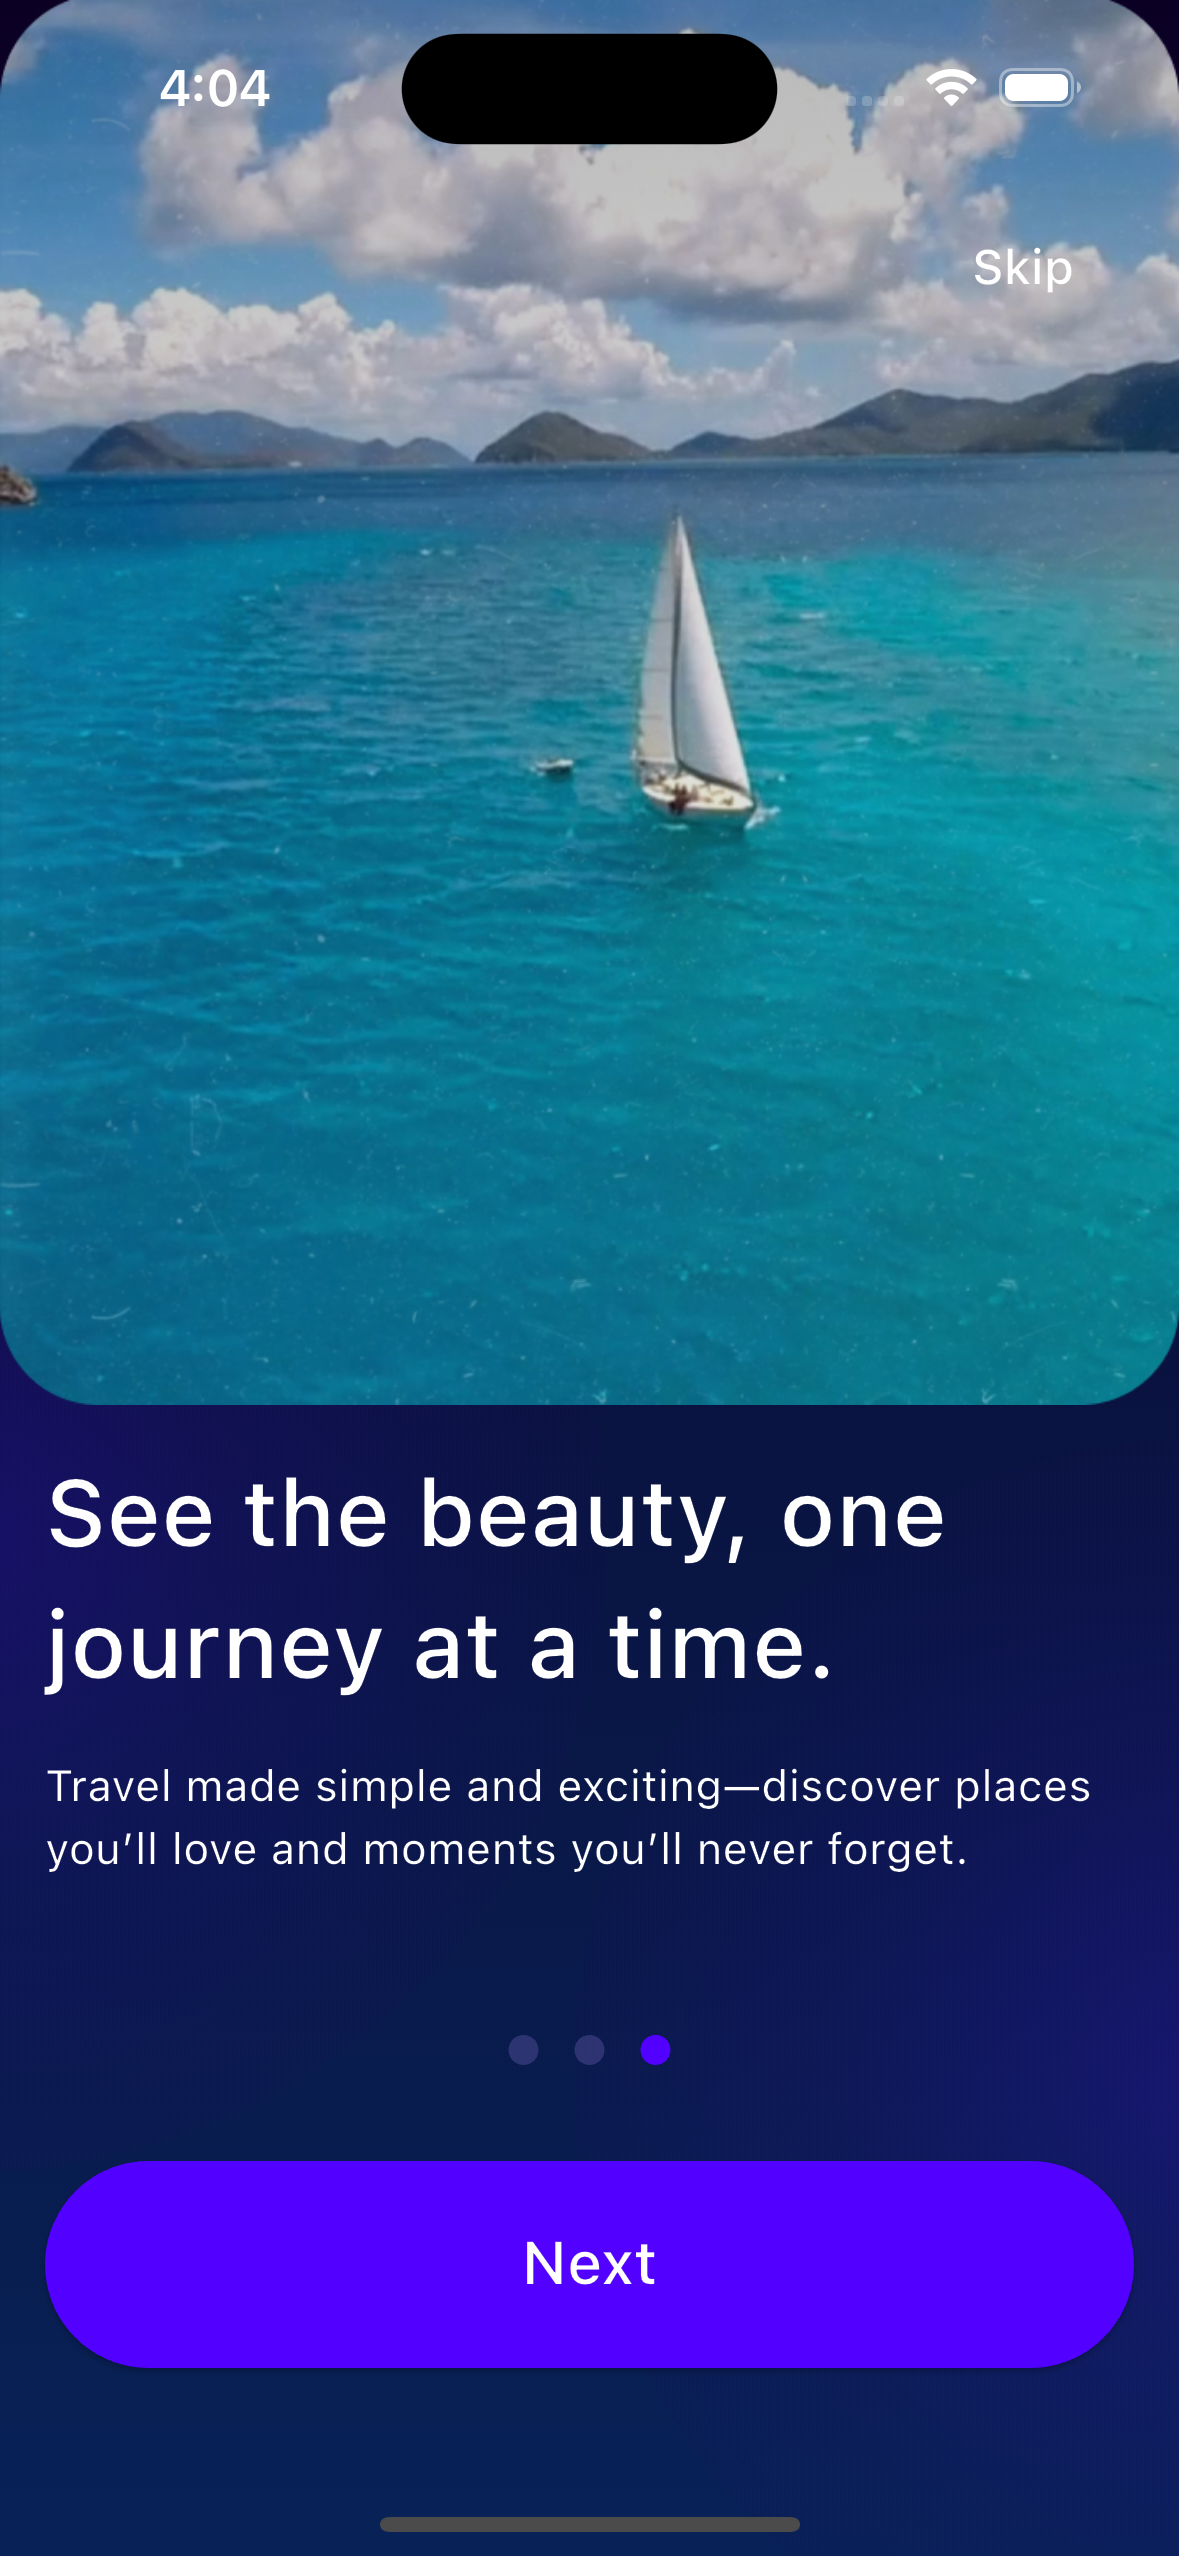 4:04
Skip
See the beauty, one
journey at a time.
Travel made simple and exciting—discover places
you’ll love and moments you’ll never forget.
Next